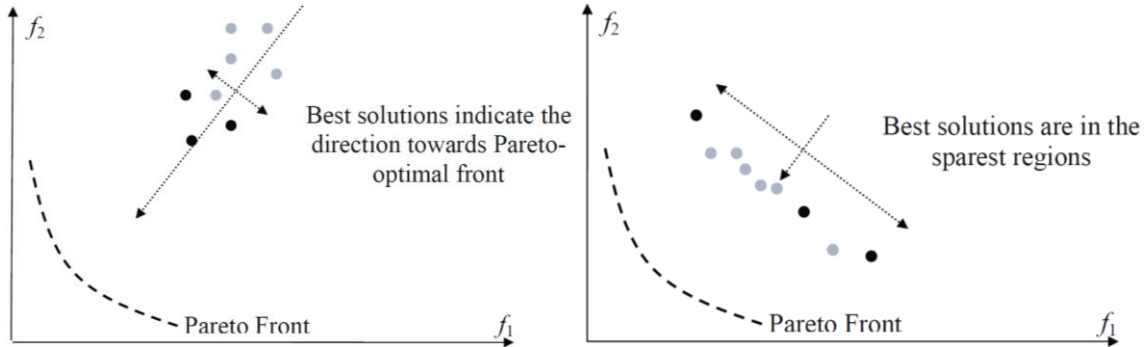 f2
Best solutions indicate the
direction towards Pareto-
optimal front
Pareto Front
f1
f2
Best solutions are in the
sparest regions
Pareto Front
f1